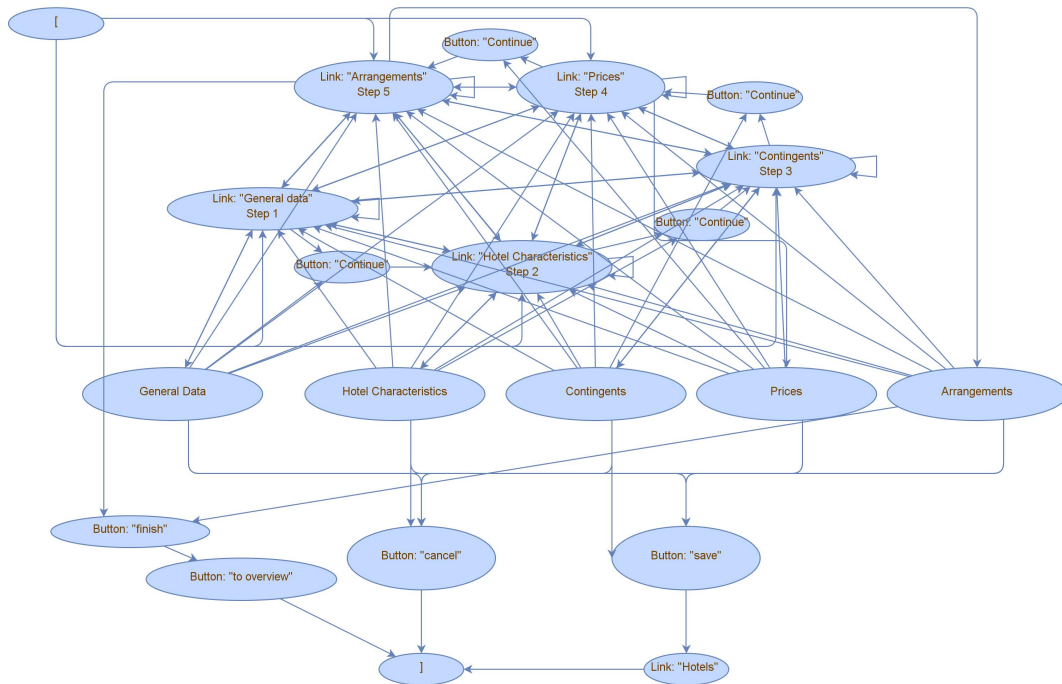 [
Button: "Continue"
Link: "Arrangements"
Step 5
Link: "Prices"
Step 4
Button: "Continue"
Link: "Contingents"
Step 3
Link: "General data"
Step 1
Button: "Continue"
Link: "Hotel Characteristics"
Step 2
Button: "Continue"
General Data
Hotel Characteristics
Contingents
Prices
Arrangements
Button: "finish"
Button: "cancel"
Button: "save"
Button: "to overview"
]
Link: "Hotels"